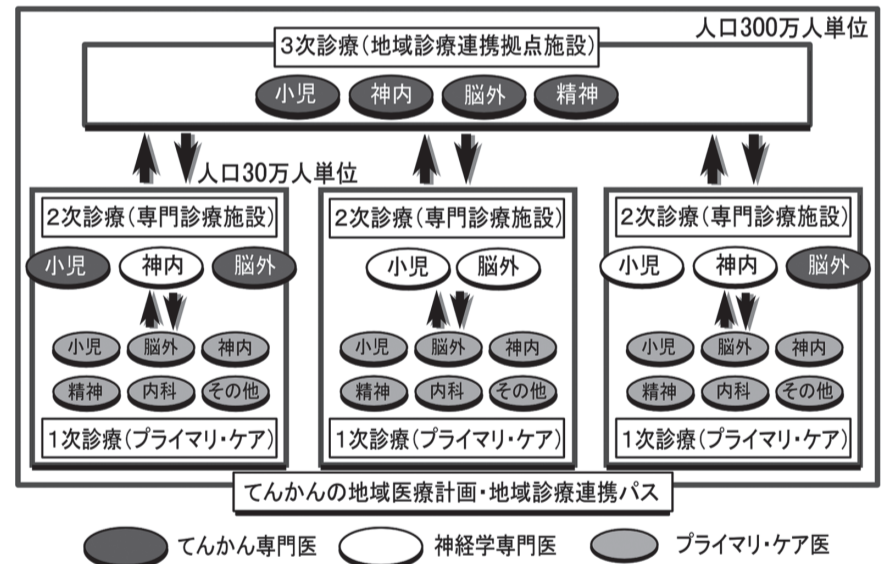 人口300万人単位
3次診療(地域診療連携拠点施設)
小児 神内 脳外 精神
人口30万人単位
2次診療(専門診療施設) 2次診療(専門診療施設) 2次診療(専門診療施設)
小児 神内 脳外 小児 脳外 小児 神内 脳外
小児 脳外 神内 小児 脳外 神内 小児 脳外 神内
精神 内科 その他 精神 内科 その他 精神 内科 その他
1次診療(プライマリ・ケア) 1次診療(プライマリ・ケア) 1次診療(プライマリ・ケア)
てんかんの地域医療計画・地域診療連携パス
てんかん専門医 神経学専門医 プライマリ・ケア医